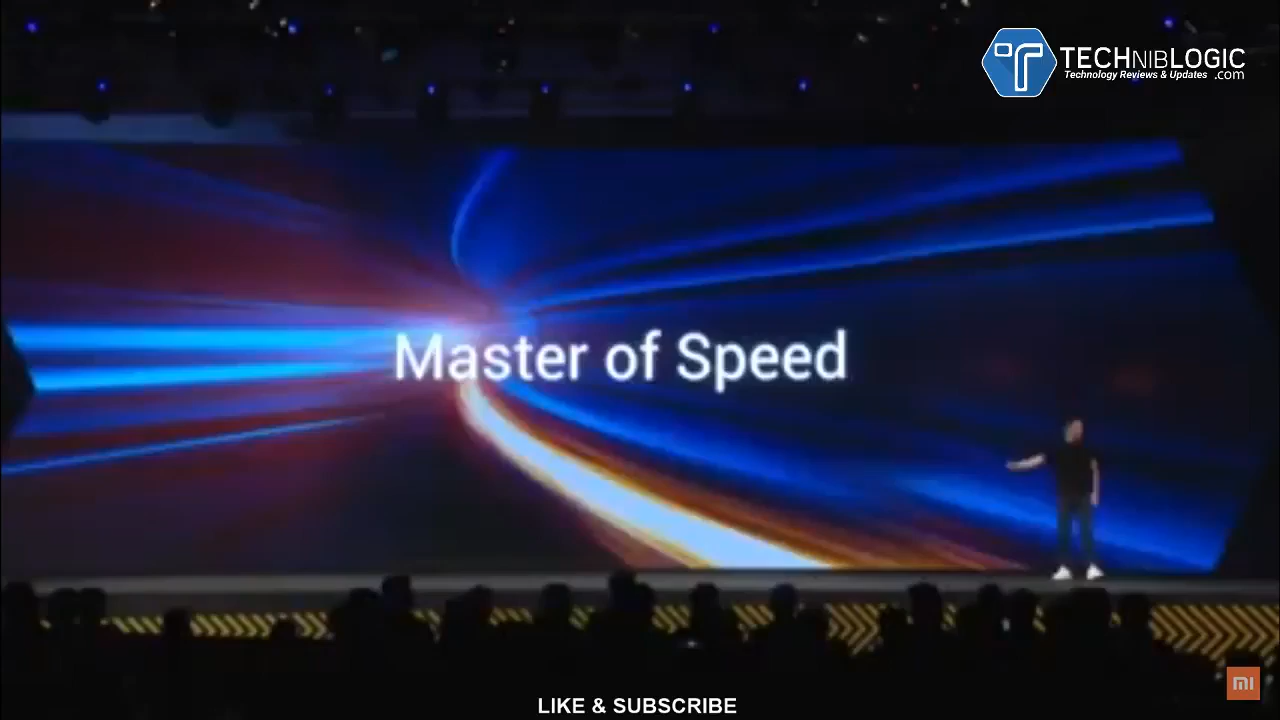 TECHNIBLOGIC
Technology Reviews & Updates .com
Master of Speed
MI
LIKE & SUBSCRIBE